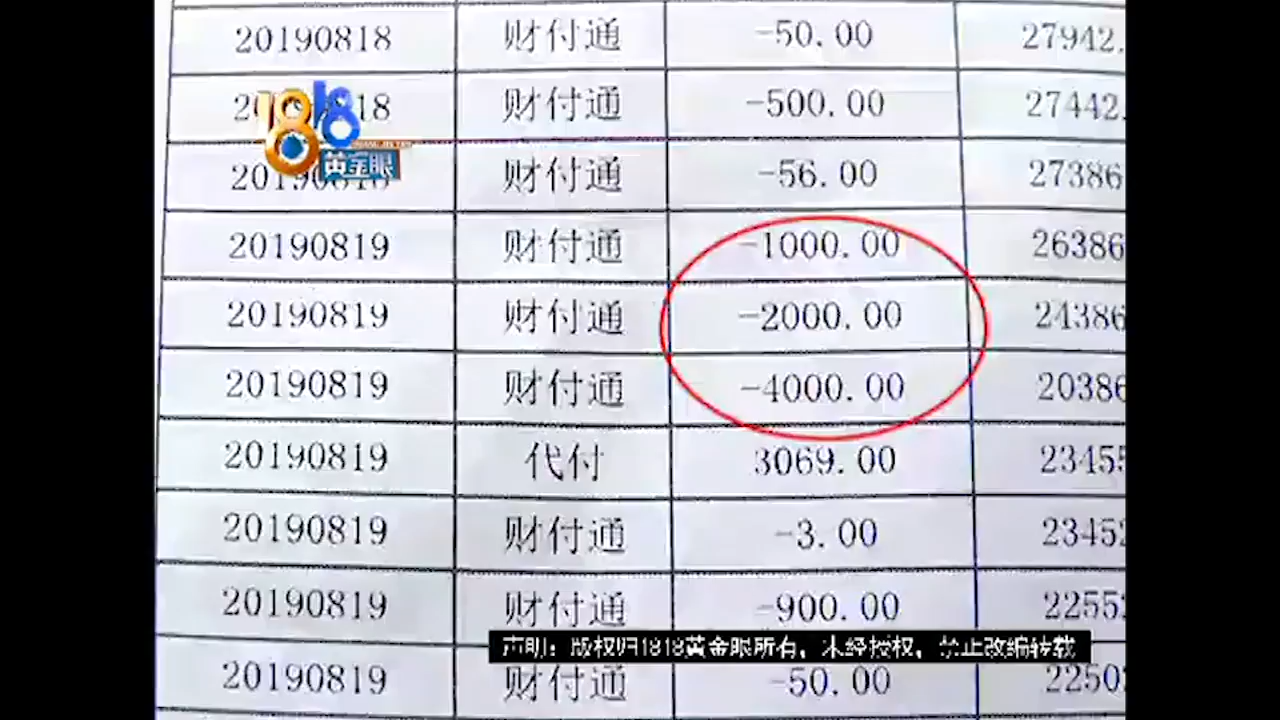 20190818 财付通 -50.00 27942.
18 财付通 -500.00 27442.
1818
黄金眼
财付通 -56.00 27386
20190819 财付通 -1000.00 26386
20190819 财付通 -2000.00 24386
20190819 财付通 -4000.00 20386
20190819 代付 3069.00 23455
20190819 财付通 -3.00 23452
20190819 财付通 -900.00 22552
声明：版权归1818黄金眼所有，未经授权，禁止改编转载
20190819 财付通 -50.00 22502